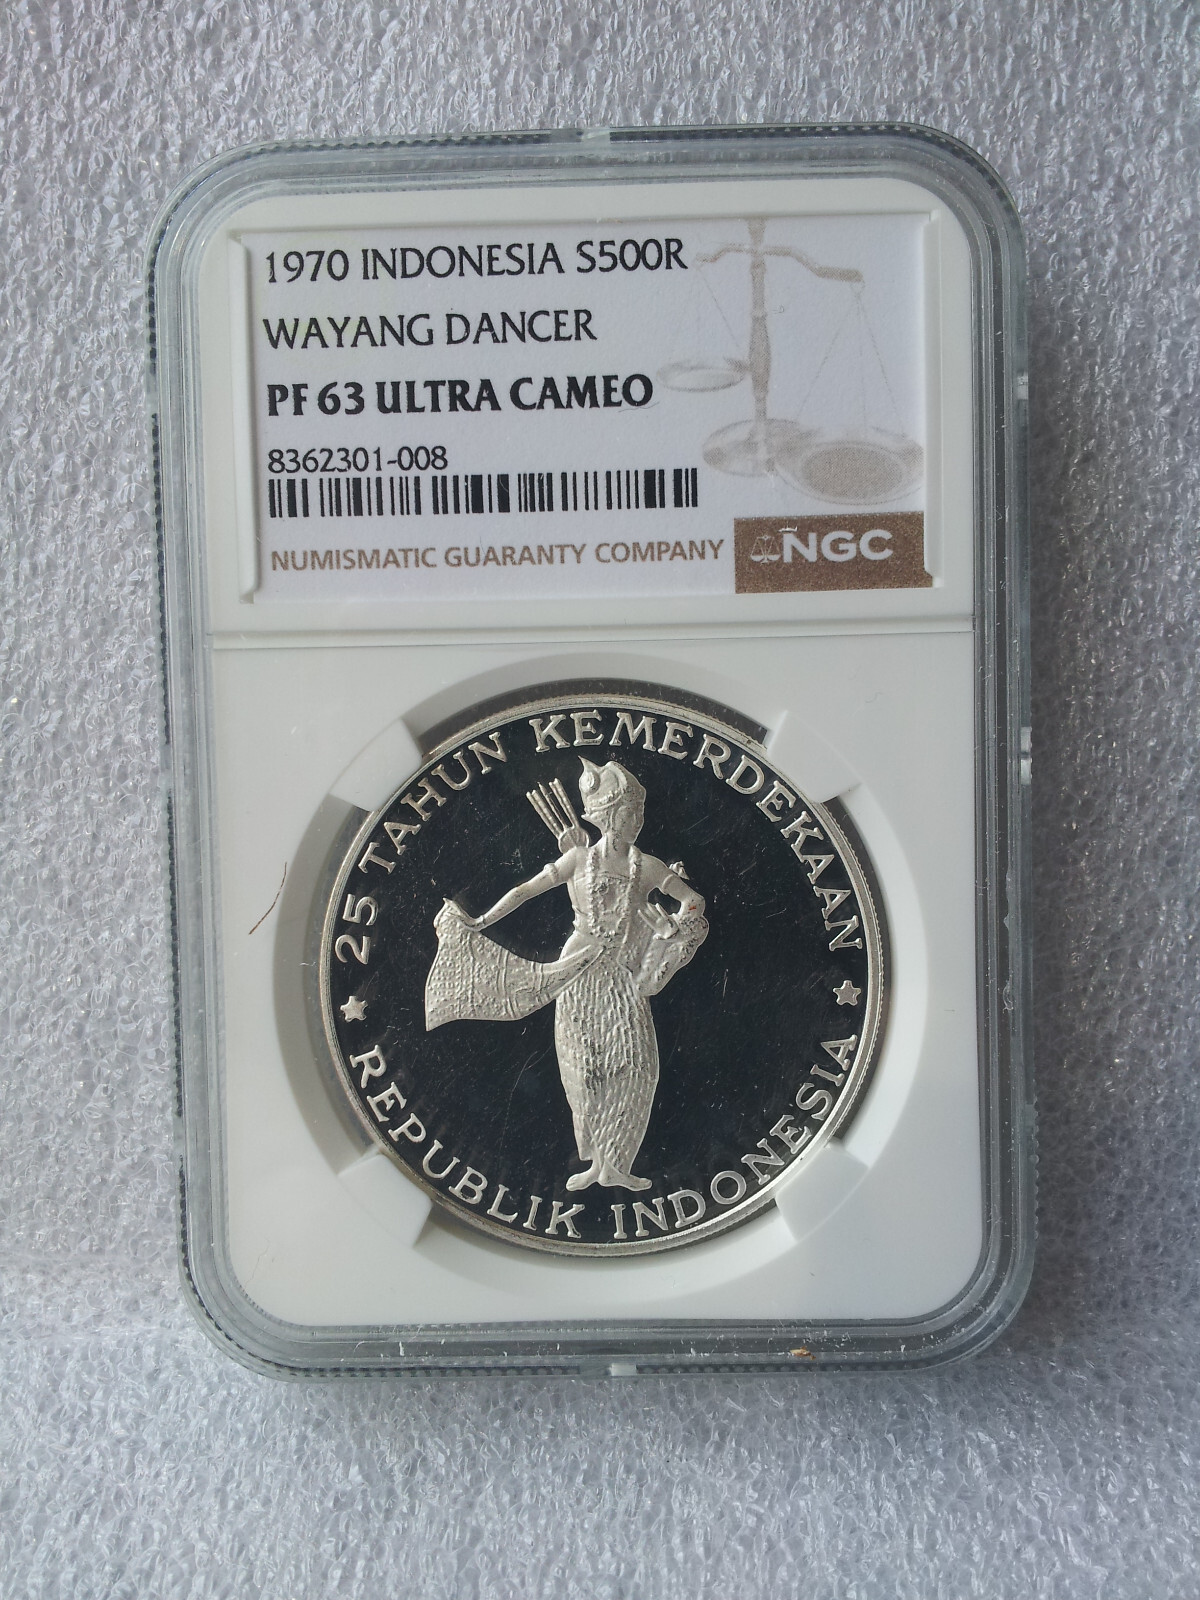 1970 INDONESIA S500R
WAYANG DANCER
PF 63 ULTRA CAMEO
8362301-008
NUMISMATIC GUARANTY COMPANY
NGC
25 TAHUN KEMERDEKAAN
REPUBLIK INDONESIA